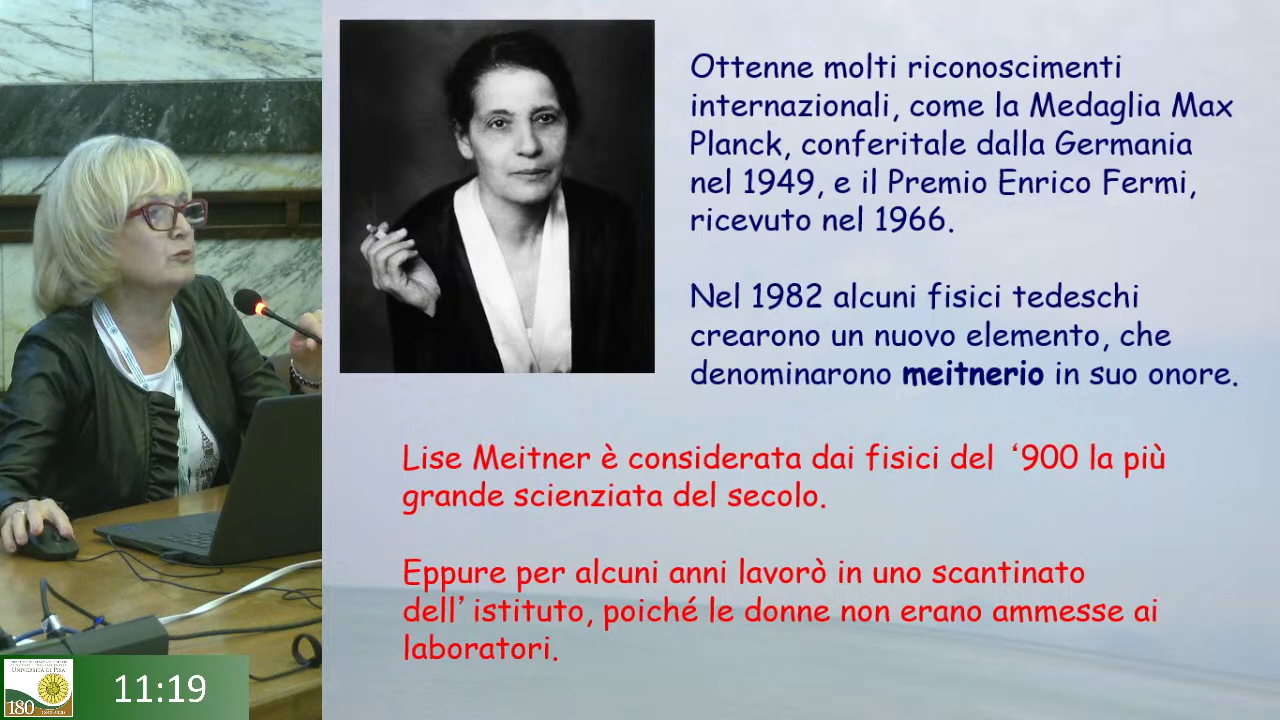 Ottenne molti riconoscimenti
internazionali, come la Medaglia Max
Planck, conferitale dalla Germania
nel 1949, e il Premio Enrico Fermi,
ricevuto nel 1966.
Nel 1982 alcuni fisici tedeschi
crearono un nuovo elemento, che
denominarono meitnerio in suo onore.
Lise Meitner è considerata dai fisici del ‘900 la più
grande scienziata del secolo.
Eppure per alcuni anni lavorò in uno scantinato
dell’ istituto, poiché le donne non erano ammesse ai
laboratori.
UNIVERSITÀ DI PISA
180
11:19